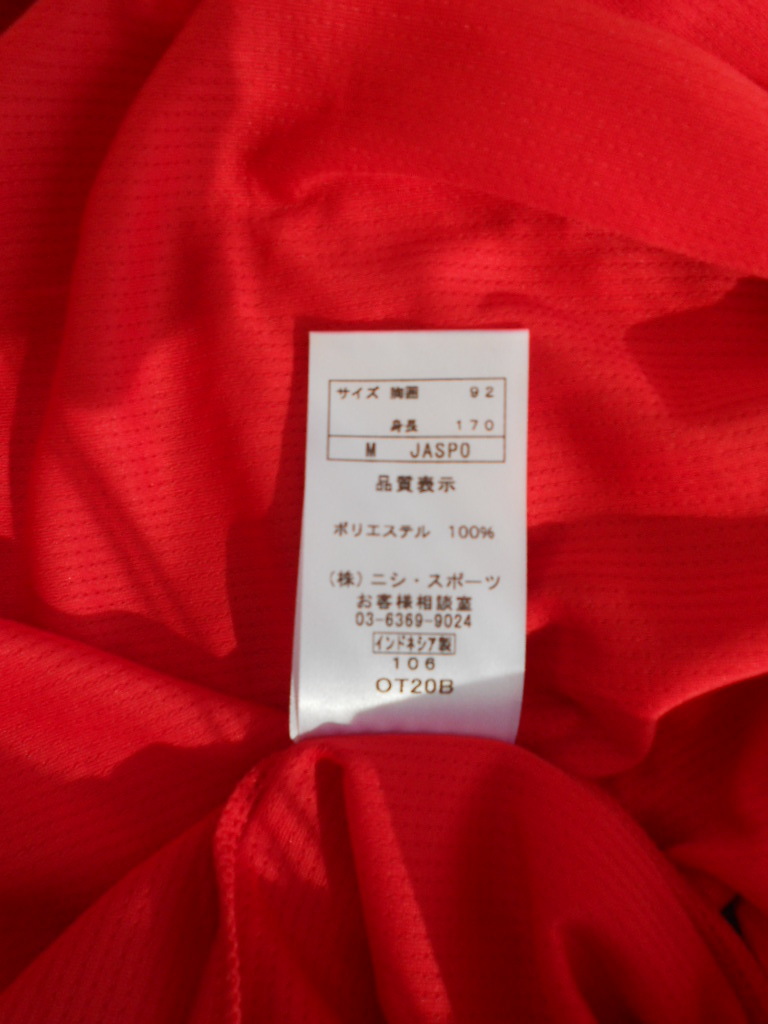 サイズ 胸囲 92
身長 170
M JASPO
品質表示
ポリエステル 100%
(株)ニシ・スポーツ
お客様相談室
03-6369-9024
インドネシア製
106
OT20B